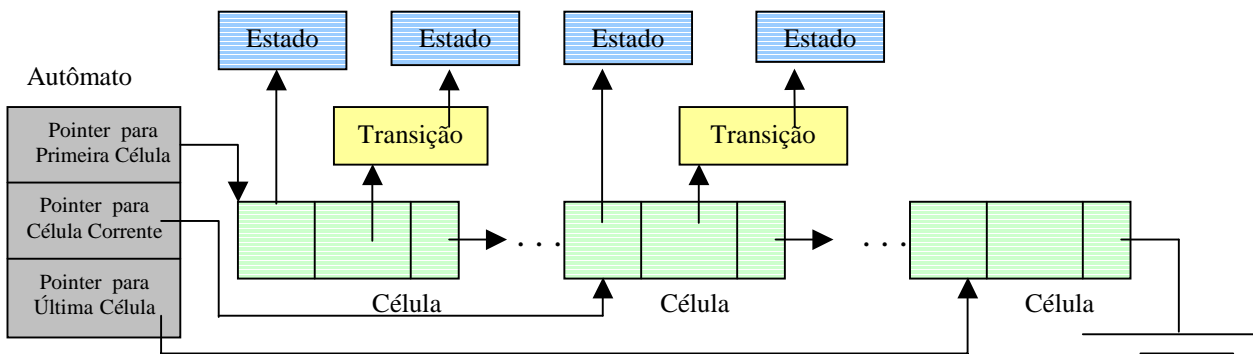 Estado
Estado
Estado
Estado
Autômato
Pointer para
Primeira Célula
Transição
Transição
Pointer para
Célula Corrente
. . .
. . .
Pointer para
Última Célula
Célula
Célula
Célula